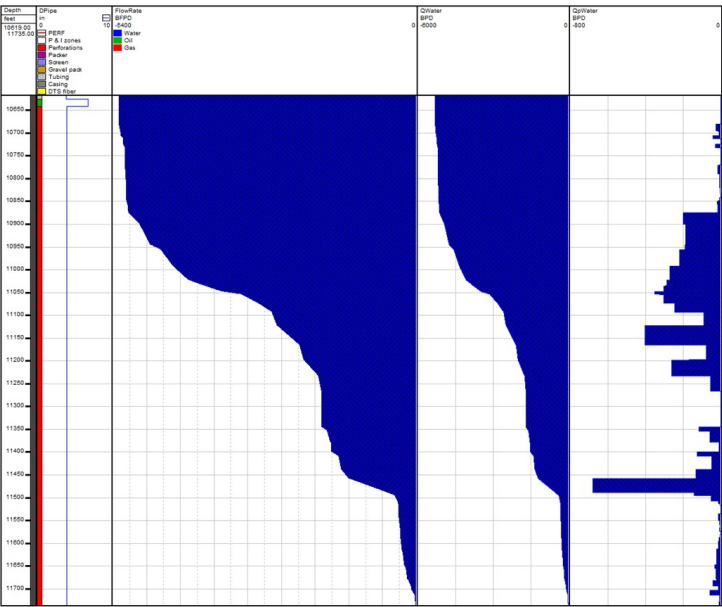 Depth
feet
10619.00
11735.00
DPipe
in
0 10
PERF
P & I zones
Perforations
Packer
Screen
Gravel pack
Tubing
Casing
DTS fiber
FlowRate
BFPD
-5400 0
Water
Oil
Gas
QWater
BPD
-6000 0
QpWater
BPD
-800 0
10650
10700
10750
10800
10850
10900
10950
11000
11050
11100
11150
11200
11250
11300
11350
11400
11450
11500
11550
11600
11650
11700